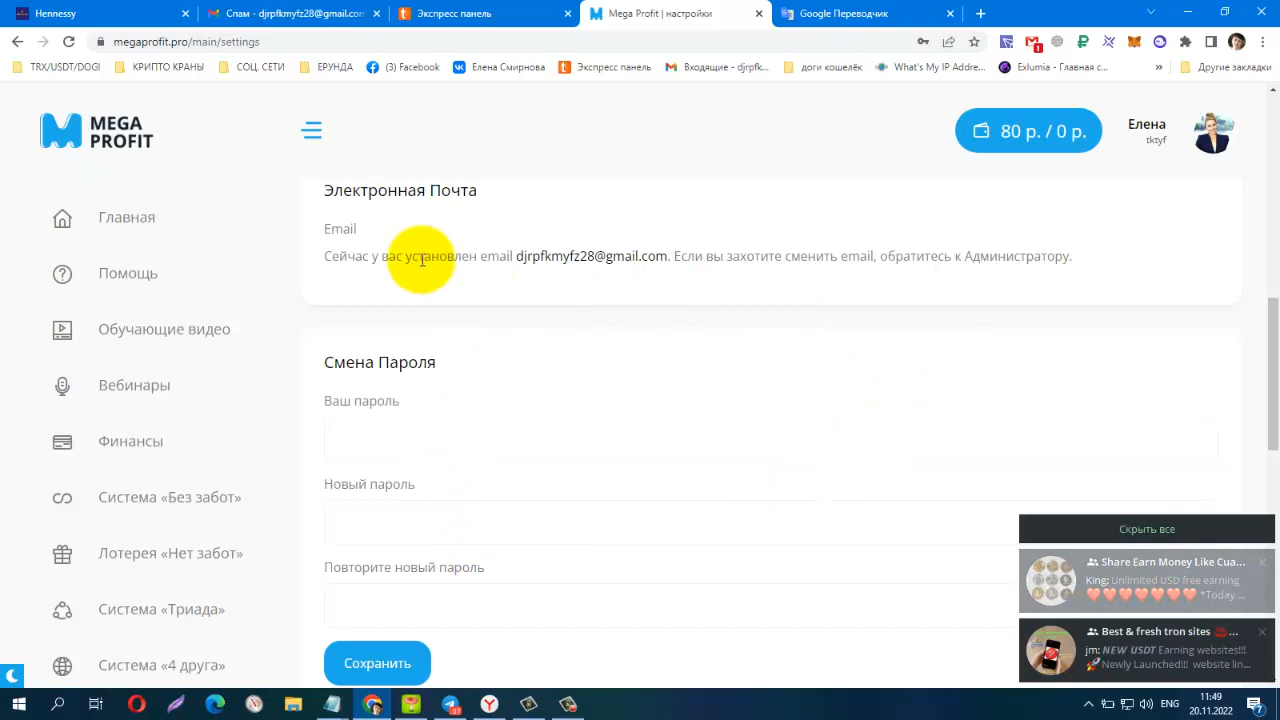 Hennessy
Спам - djrpfkmyfz28@gmail.com
Экспресс панель
Mega Profit | настройки
Google Переводчик
megaprofit.pro/main/settings
1
TRX/USDT/DOGI
КРИПТО КРАНЫ
СОЦ. СЕТИ
ЕРУНДА
(3) Facebook
Елена Смирнова
Экспресс панель
Входящие - djrpfk...
доги кошелёк
What's My IP Addre...
Exlumia - Главная с...
»
Другие закладки
MEGA
PROFIT
80 р. / 0 р.
Елена
tktyf
Главная
Помощь
Обучающие видео
Вебинары
Финансы
Система «Без забот»
Лотерея «Нет забот»
Система «Триада»
Система «4 друга»
Электронная Почта
Email
Сейчас у вас установлен email djrpfkmyfz28@gmail.com. Если вы захотите сменить email, обратитесь к Администратору.
Смена Пароля
Ваш пароль
Новый пароль
Повторите новый пароль
Сохранить
Скрыть все
Share Earn Money Like Cua...
King: Unlimited USD free earning
*Today ...
Best & fresh tron sites ...
jm: NEW USDT Earning websites!!!
Newly Launched!!! website lin...
ENG
11:49
20.11.2022